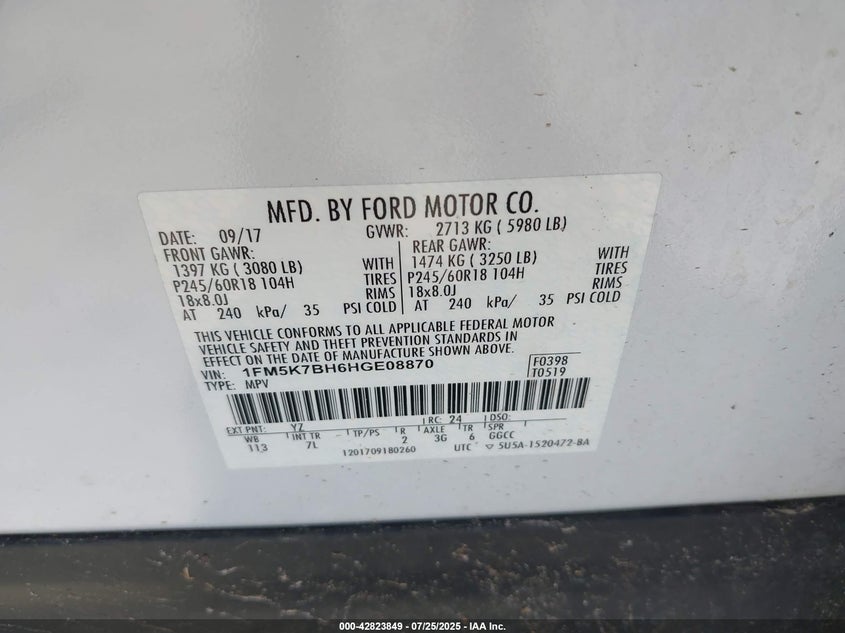 MFD. BY FORD MOTOR CO.
DATE: 09/17 GVWR: 2713 KG ( 5980 LB)
FRONT GAWR: REAR GAWR:
1397 KG ( 3080 LB) WITH 1474 KG ( 3250 LB) WITH
P245/60R18 104H TIRES P245/60R18 104H TIRES
18x8.0J RIMS 18x8.0J RIMS
AT 240 kPa/ 35 PSI COLD AT 240 kPa/ 35 PSI COLD
THIS VEHICLE CONFORMS TO ALL APPLICABLE FEDERAL MOTOR
VEHICLE SAFETY AND THEFT PREVENTION STANDARDS IN
EFFECT ON THE DATE OF MANUFACTURE SHOWN ABOVE.
VIN: 1FM5K7BH6HGE08870 F0398
TYPE: MPV T0519
EXT PNT: YZ RC: 24 DSO:
WB INT TR TP/PS R AXLE TR SPR
113 7L 2 3G 6 GGCC
1201709180260 UTC ▽ 5U5A-1520472-BA
000-42823849 - 07/25/2025 - IAA Inc.